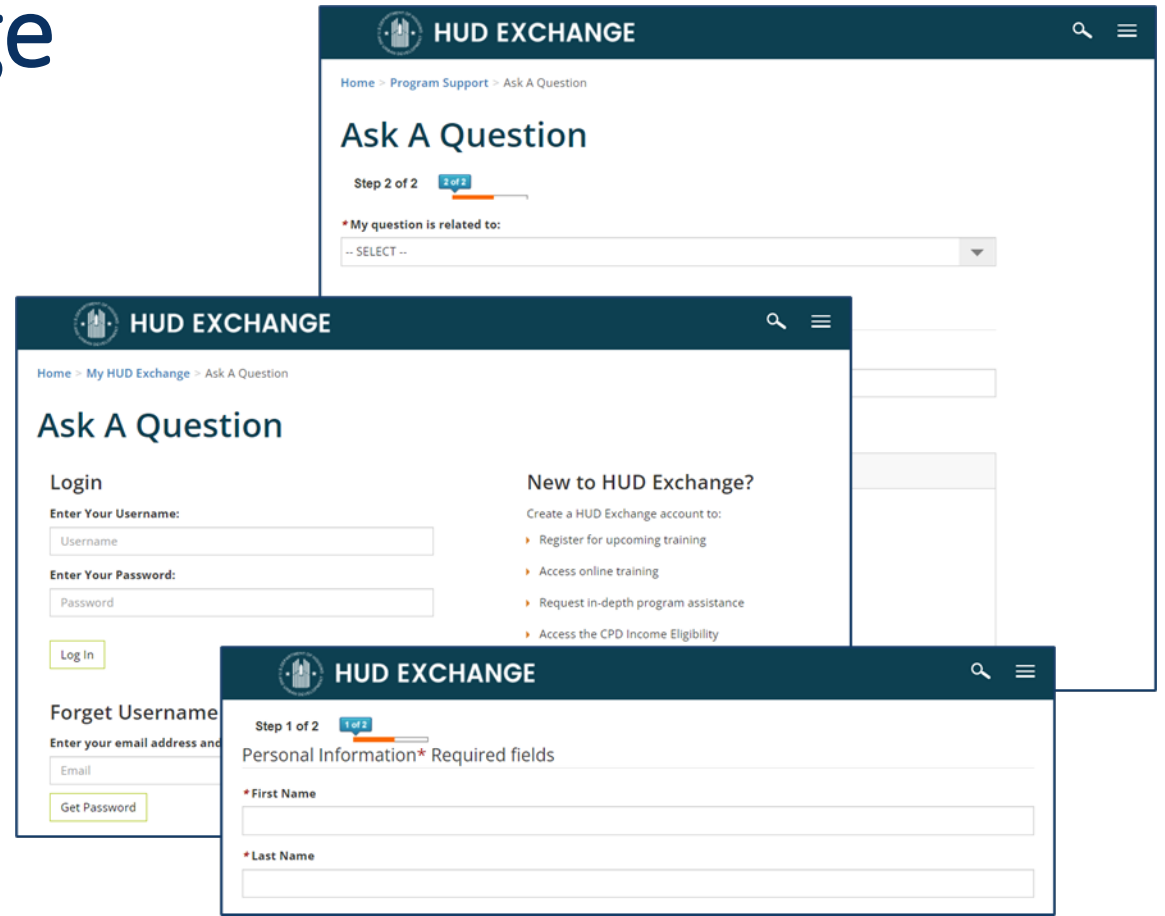 ge
HUD EXCHANGE
Home > Program Support > Ask A Question
Ask A Question
Step 2 of 2
2 of 2
* My question is related to:
-- SELECT --
HUD EXCHANGE
Home > My HUD Exchange > Ask A Question
Ask A Question
Login
Enter Your Username:
Username
Enter Your Password:
Password
Log In
Forget Username
Enter your email address and
Email
Get Password
New to HUD Exchange?
Create a HUD Exchange account to:
Register for upcoming training
Access online training
Request in-depth program assistance
Access the CPD Income Eligibility
HUD EXCHANGE
Step 1 of 2
1 of 2
Personal Information* Required fields
* First Name
* Last Name